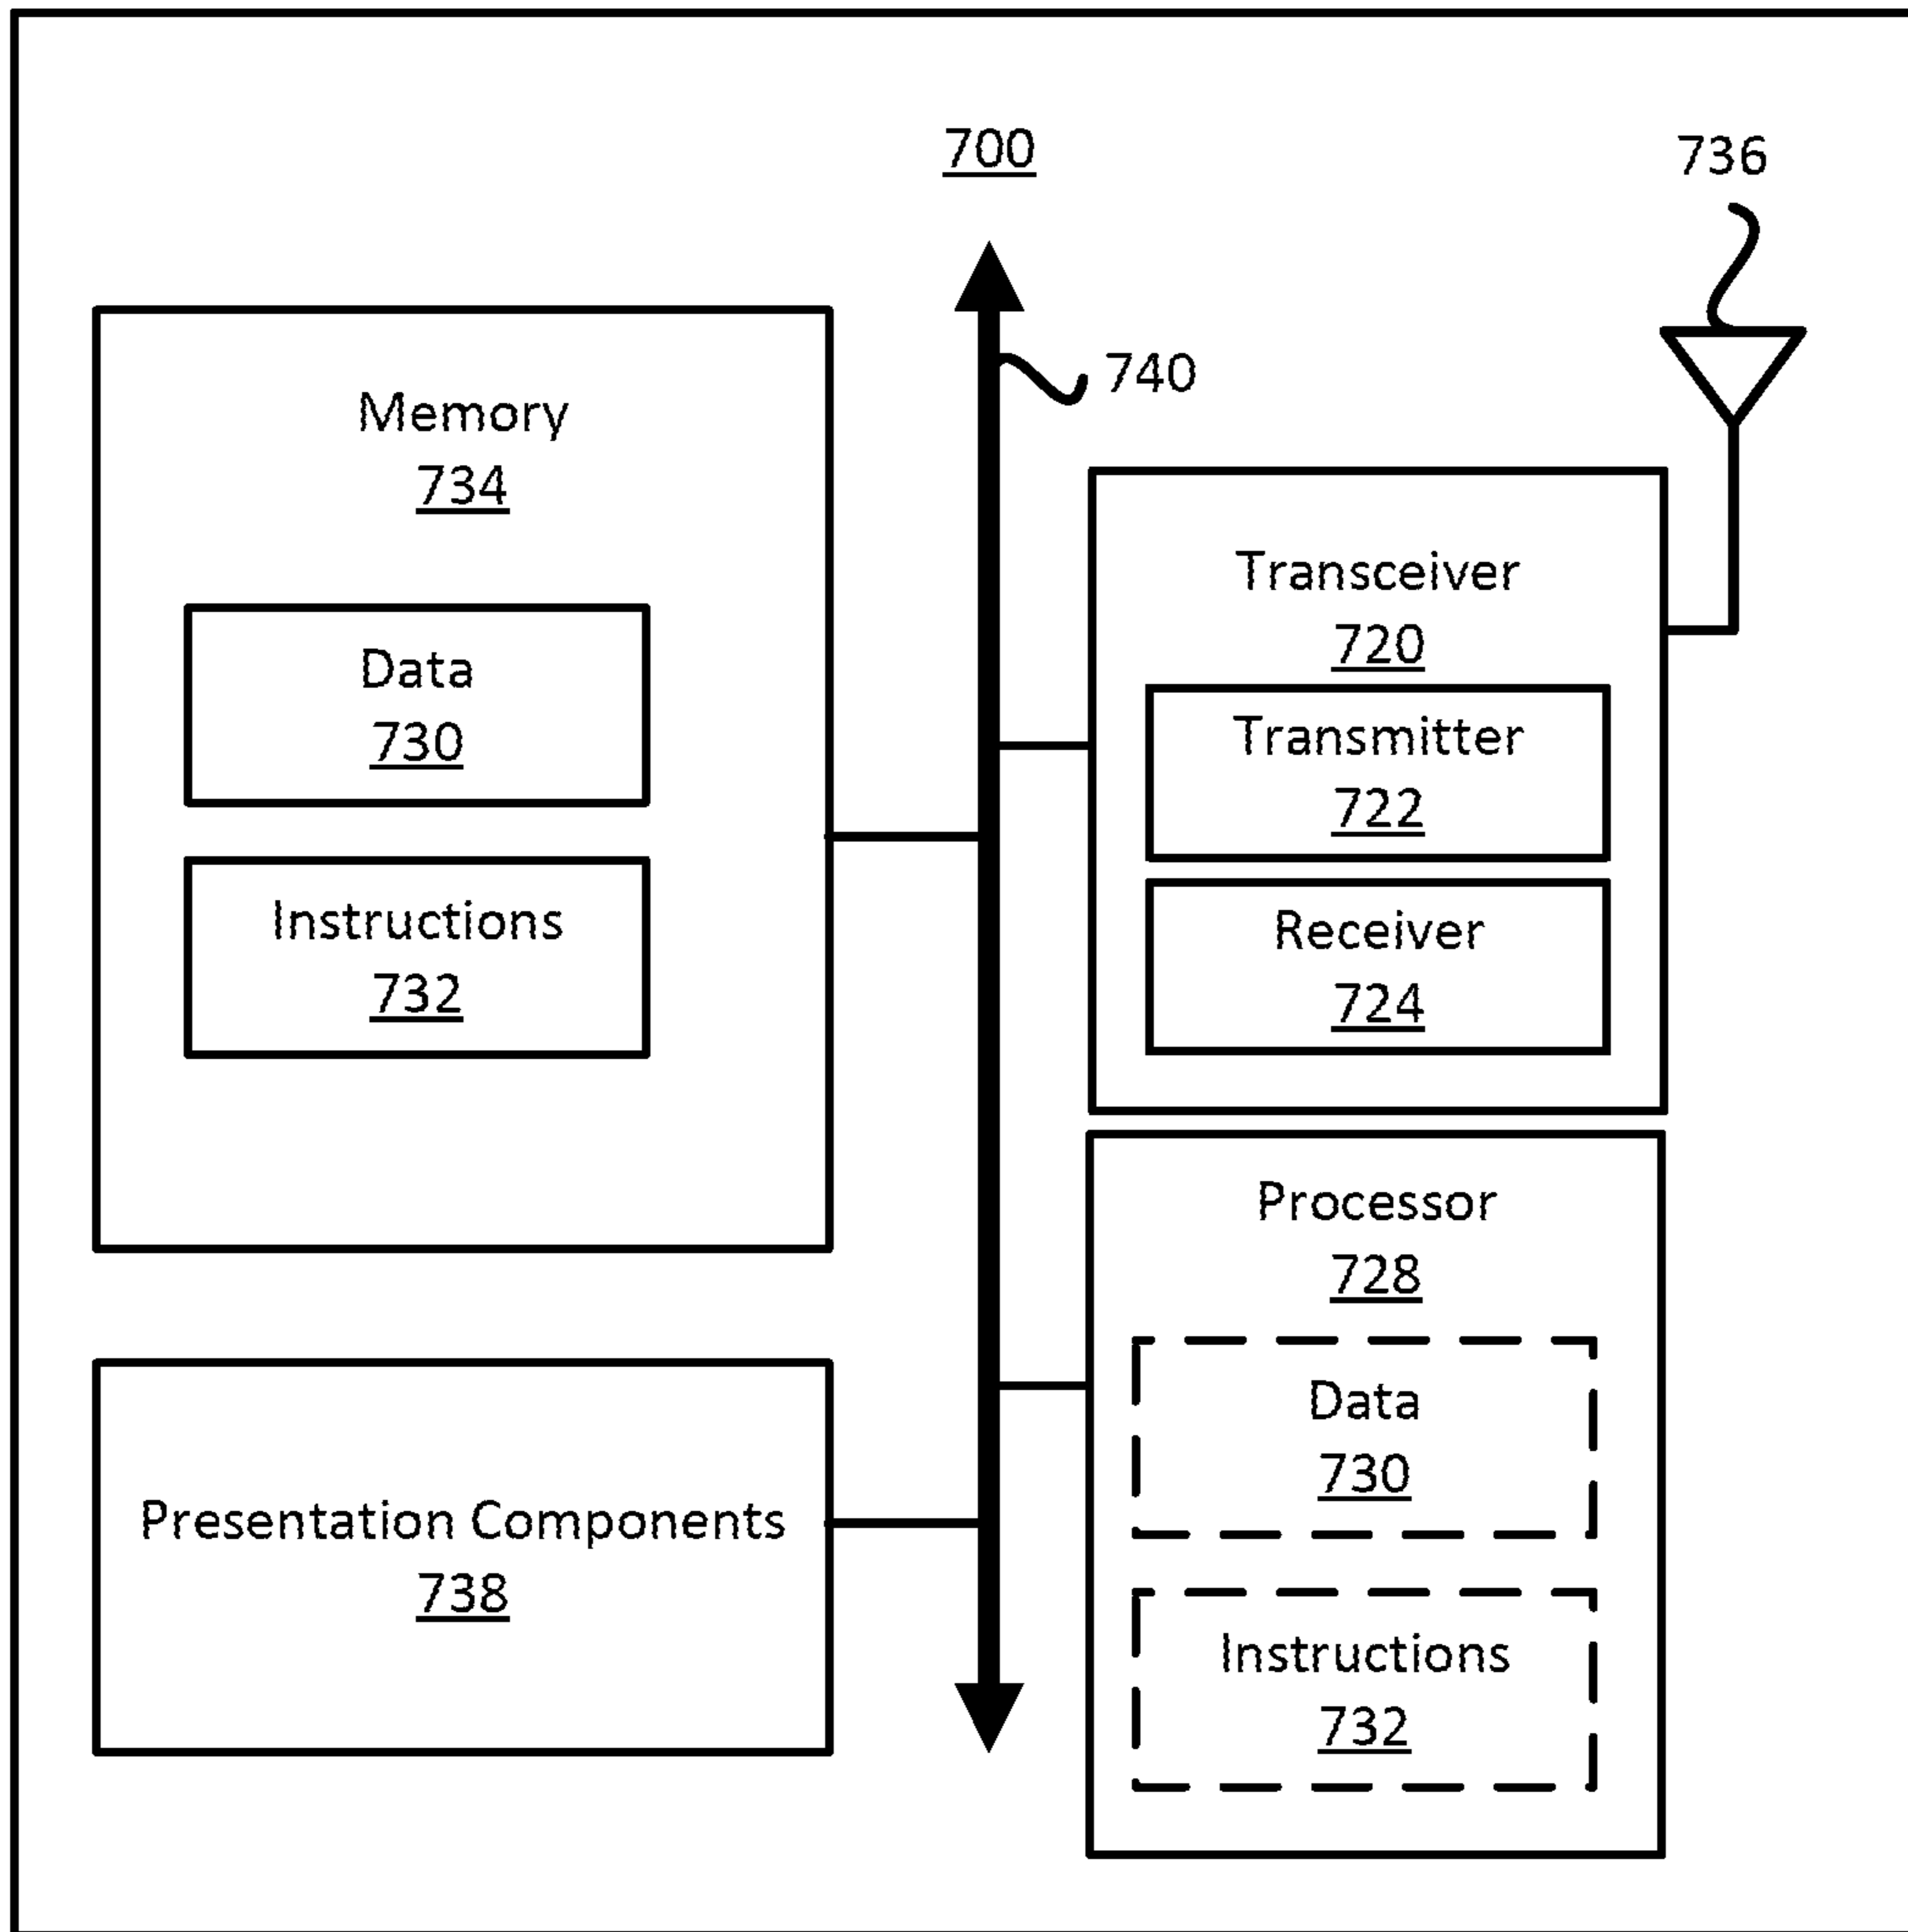 700
736
740
Memory
734
Data
730
Instructions
732
Transceiver
720
Transmitter
722
Receiver
724
Presentation Components
738
Processor
728
Data
730
Instructions
732